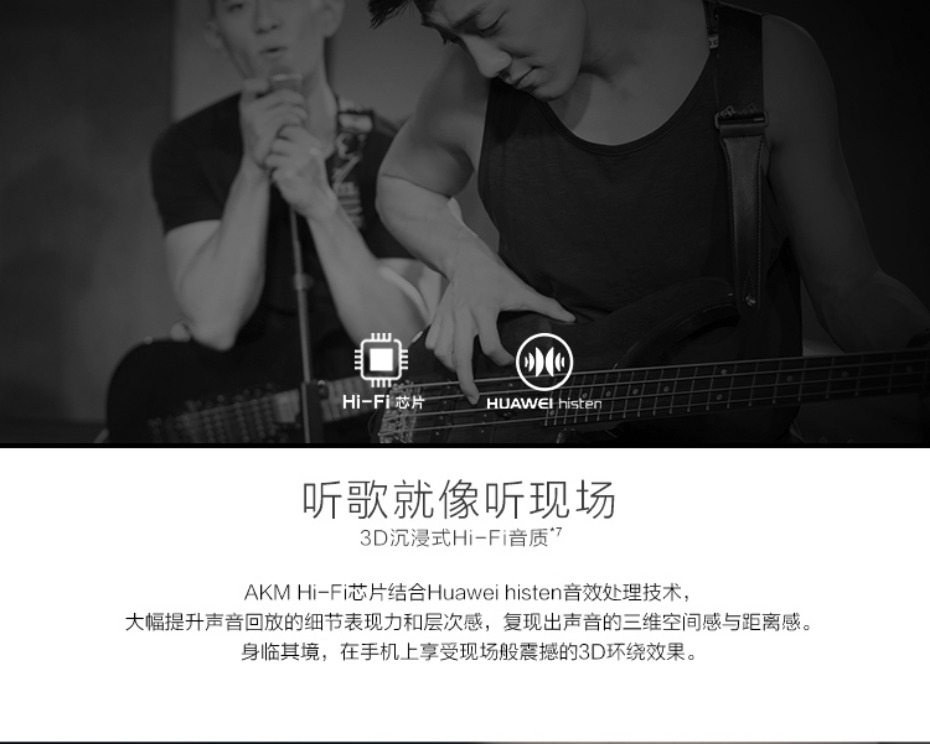 Hi-Fi 芯片
HUAWEI histen
听歌就像听现场
3D沉浸式Hi-Fi音质*7
AKM Hi-Fi芯片结合Huawei histen音效处理技术，
大幅提升声音回放的细节表现力和层次感，复现出声音的三维空间感与距离感。
身临其境，在手机上享受现场般震撼的3D环绕效果。